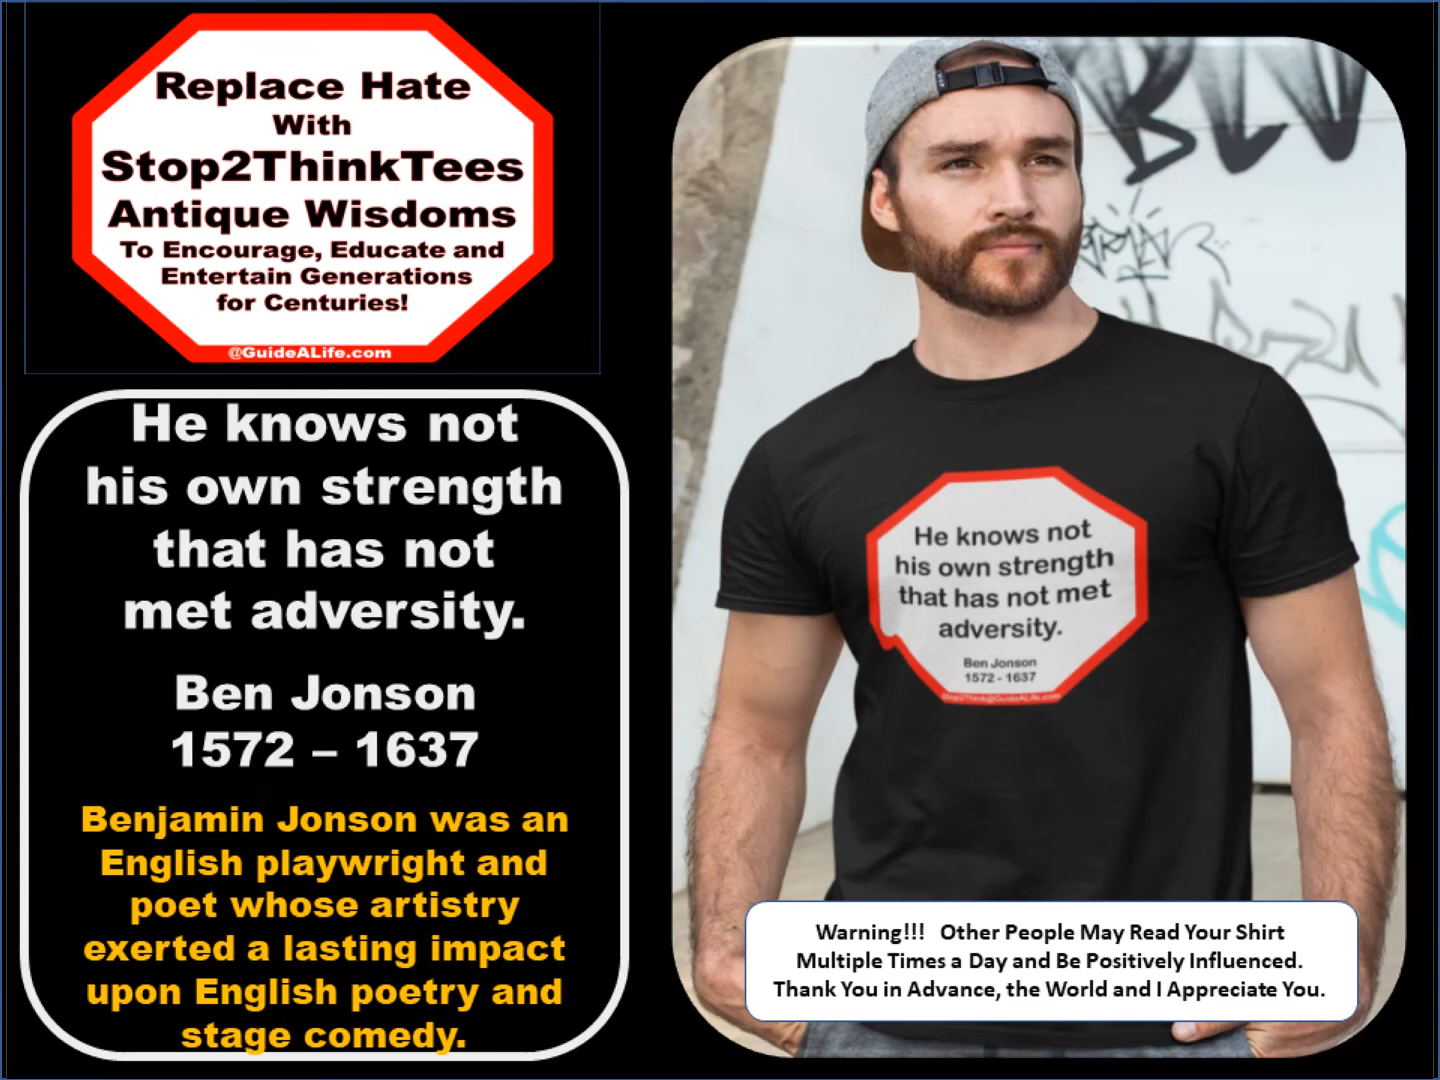 Replace Hate
With
Stop2ThinkTees
Antique Wisdoms
To Encourage, Educate and
Entertain Generations
for Centuries!
@GuideALife.com
He knows not
his own strength
that has not
met adversity.
Ben Jonson
1572 – 1637
Benjamin Jonson was an
English playwright and
poet whose artistry
exerted a lasting impact
upon English poetry and
stage comedy.
He knows not
his own strength
that has not met
adversity.
Ben Jonson
1572 - 1637
Stop2Think@GuideALife.com
Warning!!! Other People May Read Your Shirt
Multiple Times a Day and Be Positively Influenced.
Thank You in Advance, the World and I Appreciate You.